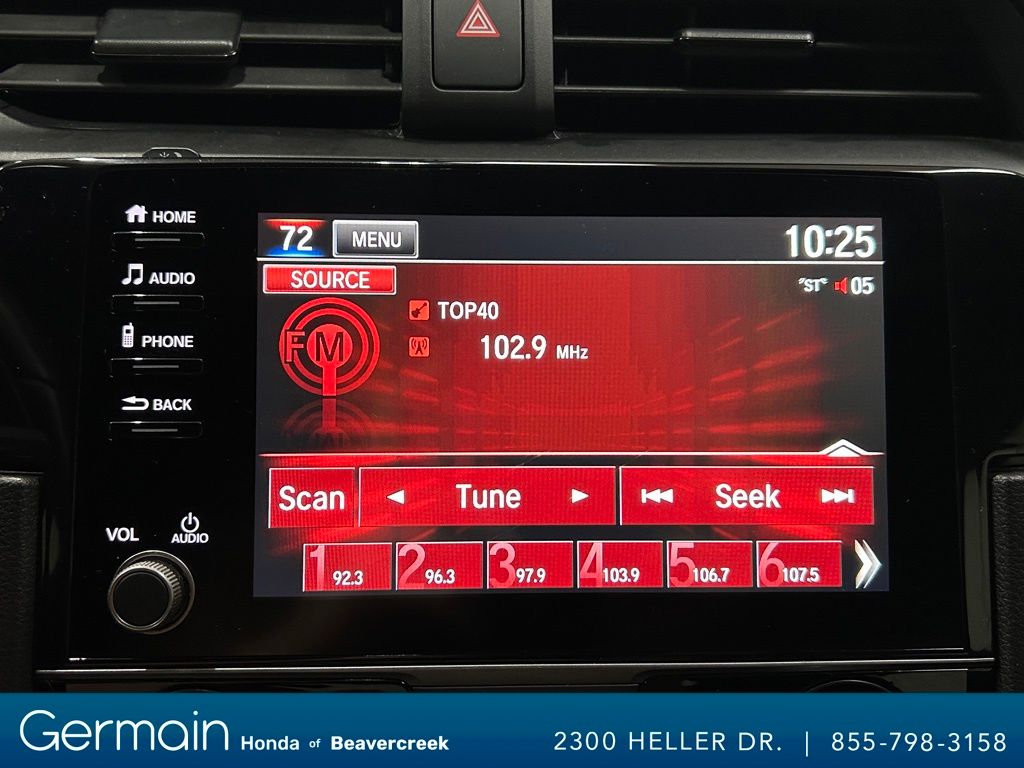 HOME
AUDIO
PHONE
BACK
VOL
AUDIO
72 MENU 10:25
SOURCE
"ST" 05
TOP40
FM
102.9 MHz
Scan Tune Seek
1 92.3 2 96.3 3 97.9 4 103.9 5 106.7 6 107.5
Germain Honda of Beavercreek 2300 HELLER DR. | 855-798-3158